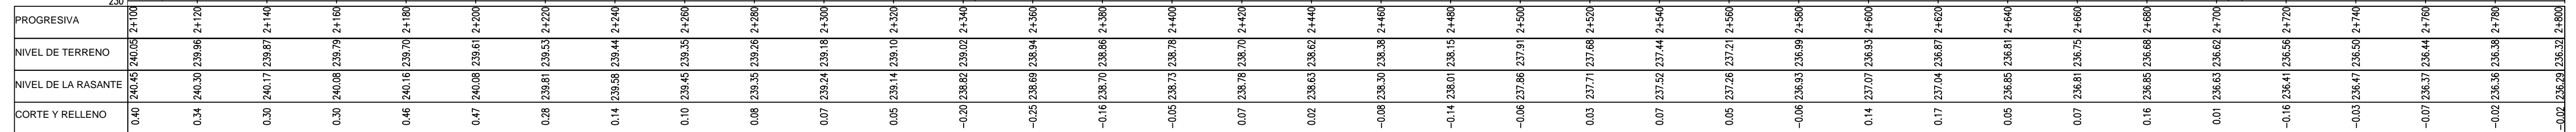 230
PROGRESIVA 2+100 2+120 2+140 2+160 2+180 2+200 2+220 2+240 2+260 2+280 2+300 2+320 2+340 2+360 2+380 2+400 2+420 2+440 2+460 2+480 2+500 2+520 2+540 2+560 2+580 2+600 2+620 2+640 2+660 2+680 2+700 2+720 2+740 2+760 2+780 2+800
NIVEL DE TERRENO 240.05 239.96 239.87 239.79 239.70 239.61 239.53 239.44 239.35 239.26 239.18 239.10 239.02 238.94 238.86 238.78 238.70 238.62 238.38 238.15 237.91 237.68 237.44 237.21 236.99 236.93 236.87 236.81 236.75 236.68 236.62 236.56 236.50 236.44 236.38 236.32
NIVEL DE LA RASANTE 240.45 240.30 240.17 240.08 240.16 240.08 239.81 239.58 239.45 239.35 239.24 239.14 238.82 238.69 238.70 238.73 238.78 238.63 238.30 238.01 237.86 237.71 237.52 237.26 236.93 237.07 237.04 236.85 236.81 236.85 236.63 236.41 236.47 236.37 236.36 236.29
CORTE Y RELLENO 0.40 0.34 0.30 0.30 0.46 0.47 0.28 0.14 0.10 0.08 0.07 0.05 −0.20 −0.25 −0.16 −0.05 0.07 0.02 −0.08 −0.14 −0.06 0.03 0.07 0.05 −0.06 0.14 0.17 0.05 0.07 0.16 0.01 −0.16 −0.03 −0.07 −0.02 −0.02